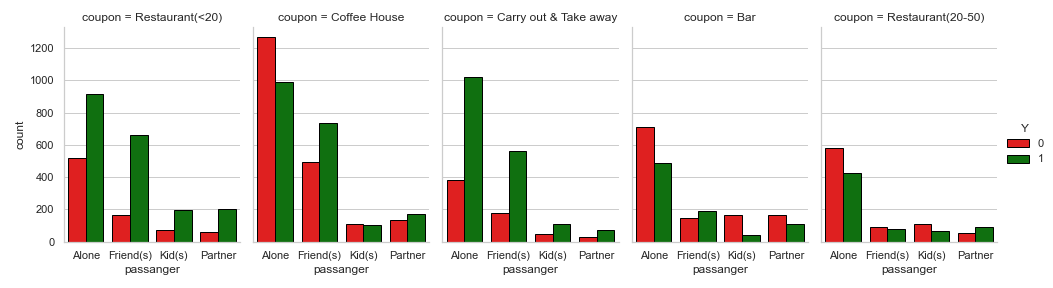 coupon = Restaurant(<20)
coupon = Coffee House
coupon = Carry out & Take away
coupon = Bar
coupon = Restaurant(20-50)
1200
1000
800
600
400
200
0
count
Alone Friend(s) Kid(s) Partner
passanger
Alone Friend(s) Kid(s) Partner
passanger
Alone Friend(s) Kid(s) Partner
passanger
Alone Friend(s) Kid(s) Partner
passanger
Alone Friend(s) Kid(s) Partner
passanger
Y
0
1